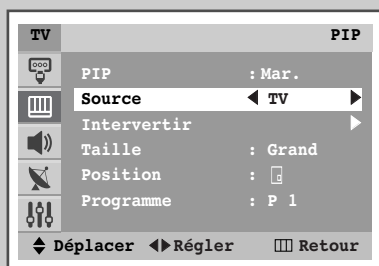 TV PIP
PIP : Mar.
Source ◀ TV ▶
Intervertir ▶
Taille : Grand
Position :
Programme : P 1
Déplacer Régler Retour